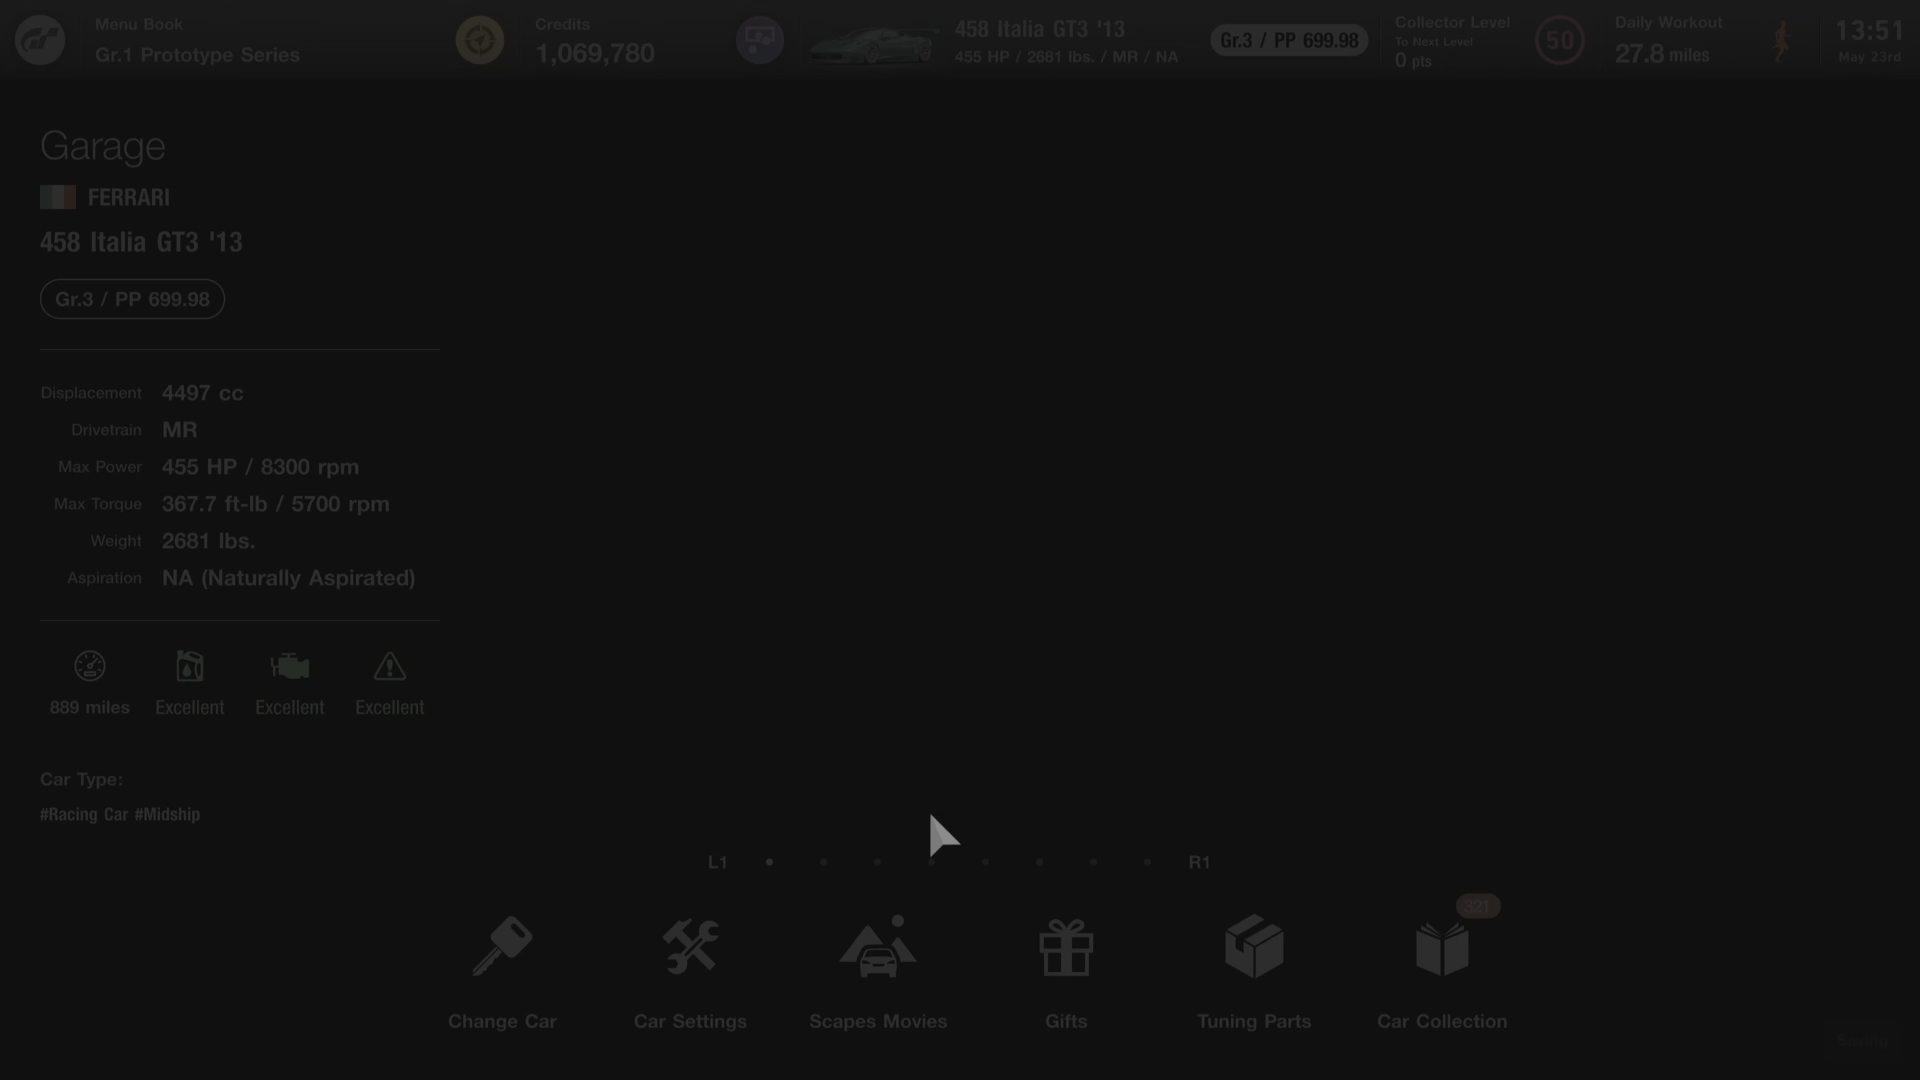 Menu Book
Gr.1 Prototype Series
Credits
1,069,780
458 Italia GT3 '13
455 HP / 2681 lbs. / MR / NA
Gr.3 / PP 699.98
Collector Level
To Next Level
0 pts
50
Daily Workout
27.8 miles
13:51
May 23rd
Garage
FERRARI
458 Italia GT3 '13
Gr.3 / PP 699.98
Displacement 4497 cc
Drivetrain MR
Max Power 455 HP / 8300 rpm
Max Torque 367.7 ft-lb / 5700 rpm
Weight 2681 lbs.
Aspiration NA (Naturally Aspirated)
889 miles Excellent Excellent Excellent
Car Type:
#Racing Car #Midship
L1 R1
321
Change Car Car Settings Scapes Movies Gifts Tuning Parts Car Collection
Saving